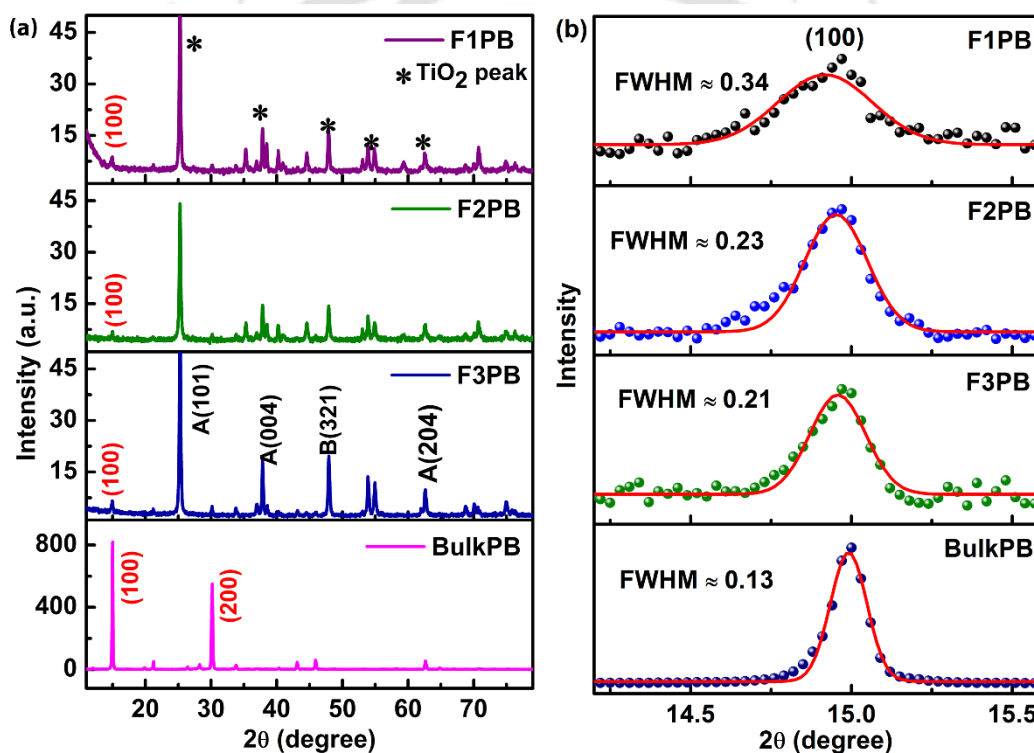 (a)
45
30
15
(100)
*
*
*
*
*
F1PB
* TiO₂ peak
45
30
15
(100)
F2PB
45
30
15
(100)
A(101)
A(004)
B(321)
A(204)
F3PB
800
400
0
(100)
(200)
BulkPB
Intensity (a.u.)
20
30
40
50
60
70
2θ (degree)
(b)
(100)
F1PB
FWHM ≈ 0.34
F2PB
FWHM ≈ 0.23
F3PB
FWHM ≈ 0.21
BulkPB
FWHM ≈ 0.13
Intensity
14.5
15.0
15.5
2θ (degree)